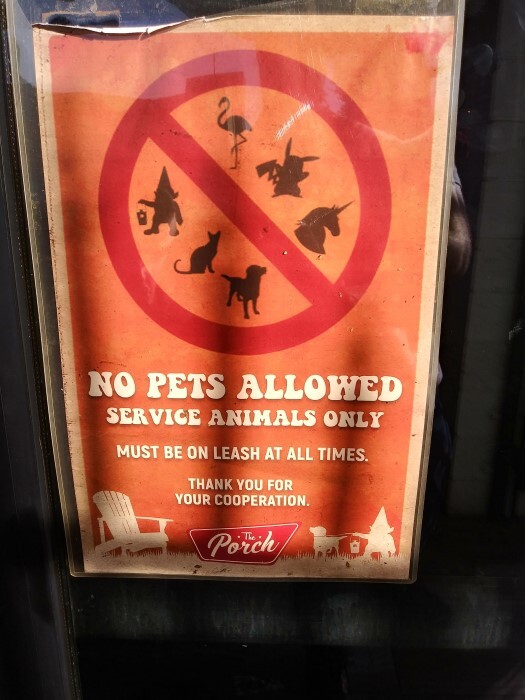 NO PETS ALLOWED
SERVICE ANIMALS ONLY
MUST BE ON LEASH AT ALL TIMES.
THANK YOU FOR
YOUR COOPERATION.
The
Porch